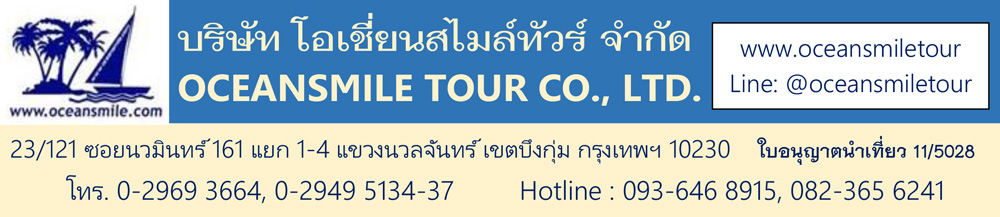 www.oceansmile.com
บริษัท โอเชี่ยนสไมล์ทัวร์ จำกัด
OCEANSMILE TOUR CO., LTD.
www.oceansmiletour
Line: @oceansmiletour
23/121 ซอยนวมินทร์ 161 แยก 1-4 แขวงนวลจันทร์ เขตบึงกุ่ม กรุงเทพฯ 10230 ใบอนุญาตนำเที่ยว 11/5028
โทร. 0-2969 3664, 0-2949 5134-37 Hotline : 093-646 8915, 082-365 6241